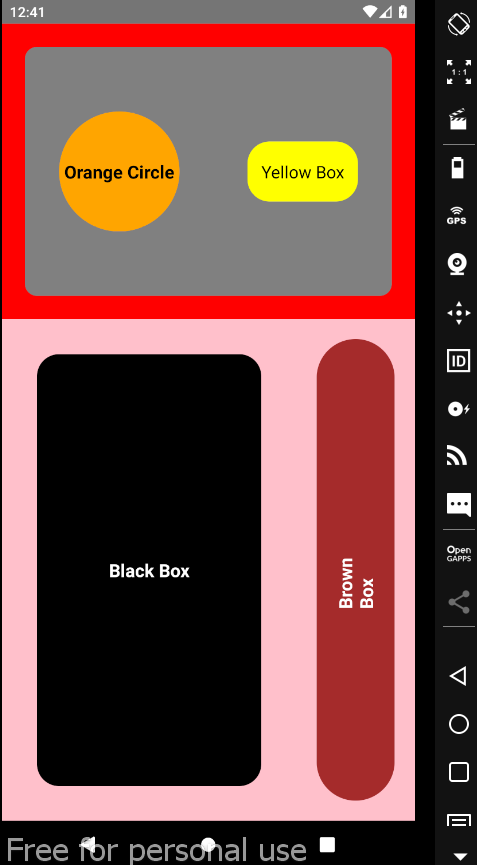 12:41
Orange Circle
Yellow Box
Black Box
Brown
Box
1:1
GPS
ID
Open
GAPPS
Free for personal use